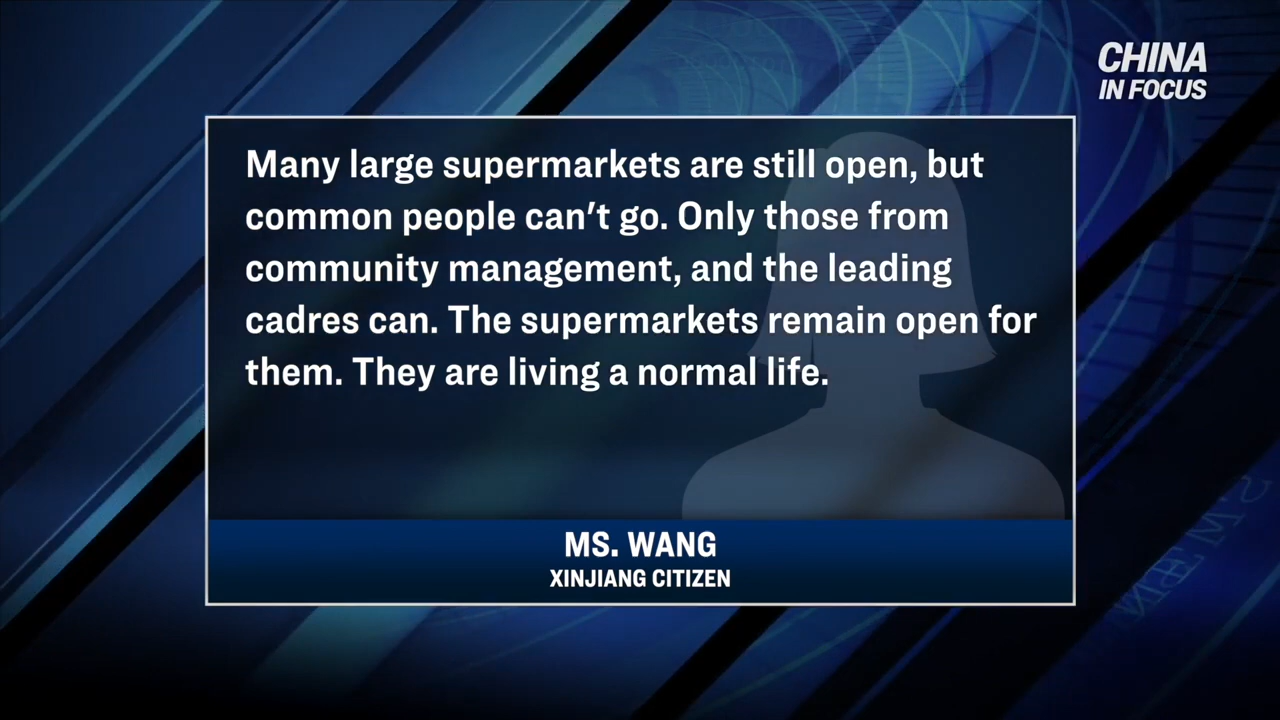 CHINA
IN FOCUS
Many large supermarkets are still open, but
common people can't go. Only those from
community management, and the leading
cadres can. The supermarkets remain open for
them. They are living a normal life.
MS. WANG
XINJIANG CITIZEN